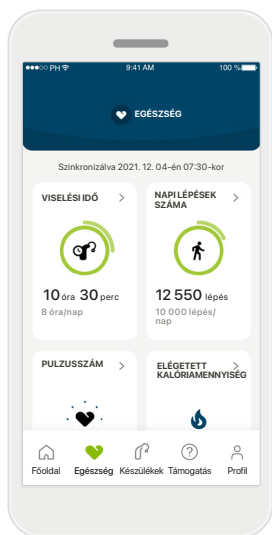 PH 9:41 AM 100 %
EGÉSZSÉG
Szinkronizálva 2021. 12. 04-én 07:30-kor
VISELÉSI IDŐ
10 óra 30 perc
8 óra/nap
NAPI LÉPÉSEK
SZÁMA
12 550 lépés
10 000 lépés/
nap
PULZUSSZÁM
ELÉGETETT
KALÓRIAMENNYISÉG
Főoldal Egészség Készülékek Támogatás Profil